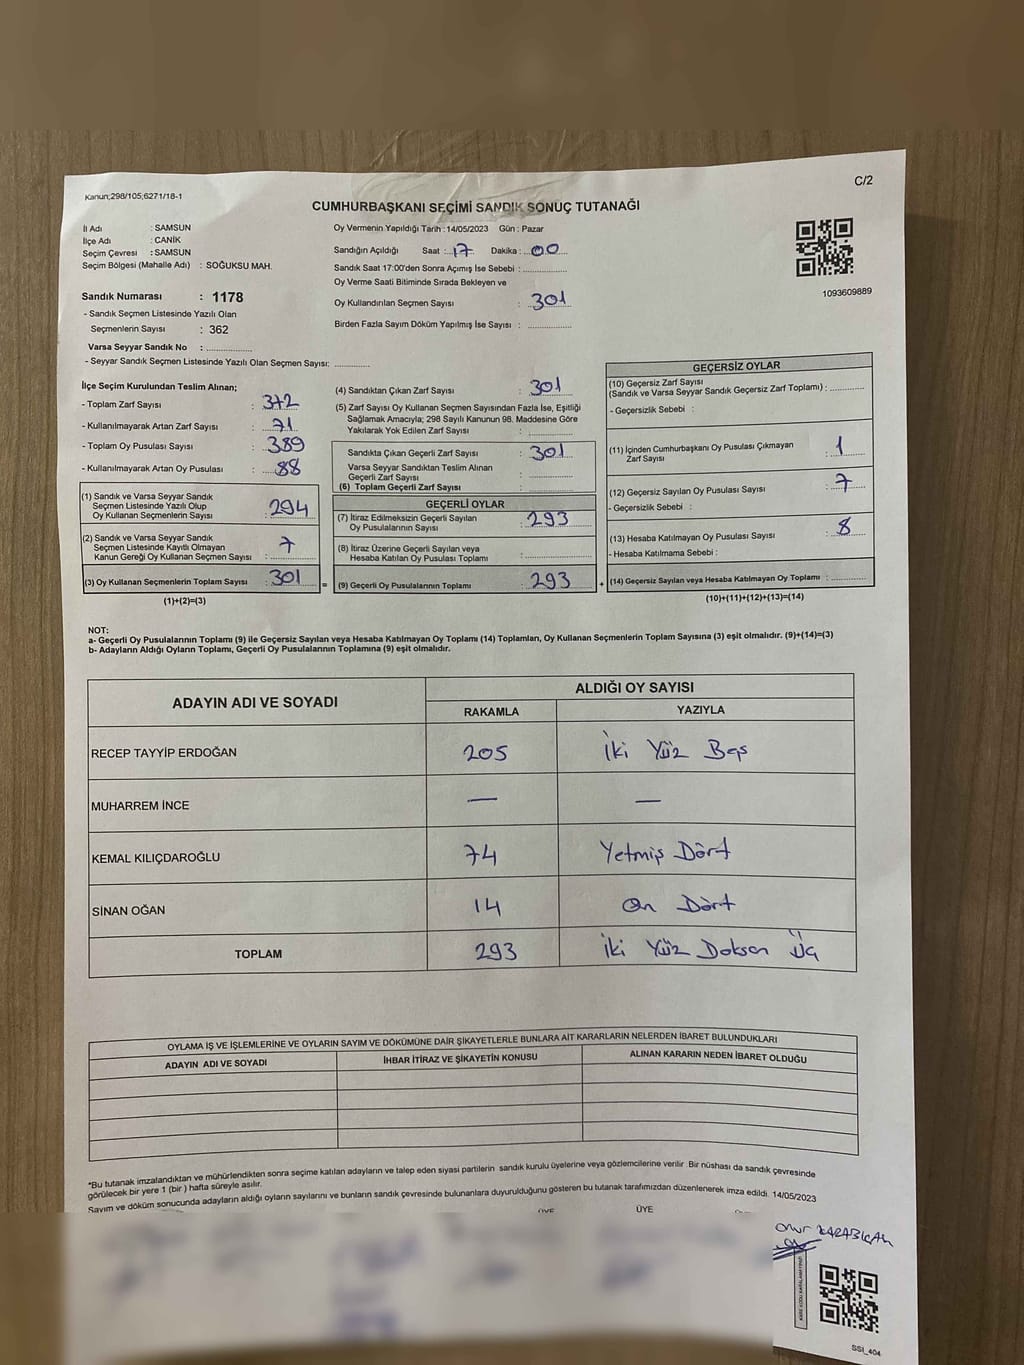 Kanun;298/105;6271/18-1
C/2
CUMHURBAŞKANI SEÇİMİ SANDIK SONUÇ TUTANAĞI
İl Adı : SAMSUN
İlçe Adı : CANİK
Seçim Çevresi : SAMSUN
Seçim Bölgesi (Mahalle Adı) : SOĞUKSU MAH.
Sandık Numarası : 1178
- Sandık Seçmen Listesinde Yazılı Olan
Seçmenlerin Sayısı : 362
Varsa Seyyar Sandık No : ..............
- Seyyar Sandık Seçmen Listesinde Yazılı Olan Seçmen Sayısı: ..............
Oy Vermenin Yapıldığı Tarih : 14/05/2023 Gün : Pazar
Sandığın Açıldığı Saat : 17 Dakika : 00
Sandık Saat 17:00'den Sonra Açımış İse Sebebi : ..............
Oy Verme Saati Bitiminde Sırada Bekleyen ve
Oy Kullandırılan Seçmen Sayısı : 301
Birden Fazla Sayım Döküm Yapılmış İse Sayısı : ..............
1093609889
İlçe Seçim Kurulundan Teslim Alınan;
- Toplam Zarf Sayısı : 372
- Kullanılmayarak Artan Zarf Sayısı : 71
- Toplam Oy Pusulası Sayısı : 389
- Kullanılmayarak Artan Oy Pusulası : 88
(1) Sandık ve Varsa Seyyar Sandık
Seçmen Listesinde Yazılı Olup
Oy Kullanan Seçmenlerin Sayısı : 294
(2) Sandık ve Varsa Seyyar Sandık
Seçmen Listesinde Kayıtlı Olmayan
Kanun Gereği Oy Kullanan Seçmen Sayısı : 7
(3) Oy Kullanan Seçmenlerin Toplam Sayısı : 301 =
(1)+(2)=(3)
(4) Sandıktan Çıkan Zarf Sayısı : 301
(5) Zarf Sayısı Oy Kullanan Seçmen Sayısından Fazla İse, Eşitliği
Sağlamak Amacıyla; 298 Sayılı Kanunun 98. Maddesine Göre
Yakılarak Yok Edilen Zarf Sayısı : ..............
Sandıkta Çıkan Geçerli Zarf Sayısı : 301
Varsa Seyyar Sandıktan Teslim Alınan
Geçerli Zarf Sayısı : ..............
(6) Toplam Geçerli Zarf Sayısı : ..............
GEÇERLİ OYLAR
(7) İtiraz Edilmeksizin Geçerli Sayılan
Oy Pusulalarının Sayısı : 293
(8) İtiraz Üzerine Geçerli Sayılan veya
Hesaba Katılan Oy Pusulası Toplamı : ..............
(9) Geçerli Oy Pusulalarının Toplamı : 293 +
GEÇERSİZ OYLAR
(10) Geçersiz Zarf Sayısı
(Sandık ve Varsa Seyyar Sandık Geçersiz Zarf Toplamı) : ..............
- Geçersizlik Sebebi :
(11) İçinden Cumhurbaşkanı Oy Pusulası Çıkmayan
Zarf Sayısı : 1
(12) Geçersiz Sayılan Oy Pusulası Sayısı : 7
- Geçersizlik Sebebi :
(13) Hesaba Katılmayan Oy Pusulası Sayısı : 8
- Hesaba Katılmama Sebebi :
(14) Geçersiz Sayılan veya Hesaba Katılmayan Oy Toplamı : ..............
(10)+(11)+(12)+(13)=(14)
NOT:
a- Geçerli Oy Pusulalarının Toplamı (9) ile Geçersiz Sayılan veya Hesaba Katılmayan Oy Toplamı (14) Toplamları, Oy Kullanan Seçmenlerin Toplam Sayısına (3) eşit olmalıdır. (9)+(14)=(3)
b- Adayların Aldığı Oyların Toplamı, Geçerli Oy Pusulalarının Toplamına (9) eşit olmalıdır.
ADAYIN ADI VE SOYADI
ALDIĞI OY SAYISI
RAKAMLA YAZIYLA
RECEP TAYYİP ERDOĞAN 205 İki Yüz Beş
MUHARREM İNCE — —
KEMAL KILIÇDAROĞLU 74 Yetmiş Dört
SİNAN OĞAN 14 On Dört
TOPLAM 293 İki Yüz Doksan Üç
OYLAMA İŞ VE İŞLEMLERİNE VE OYLARIN SAYIM VE DÖKÜMÜNE DAİR ŞİKAYETLERLE BUNLARA AİT KARARLARIN NELERDEN İBARET BULUNDUKLARI
ADAYIN ADI VE SOYADI İHBAR İTİRAZ VE ŞİKAYETİN KONUSU ALINAN KARARIN NEDEN İBARET OLDUĞU
*Bu tutanak imzalandıktan ve mühürlendikten sonra seçime katılan adayların ve talep eden siyasi partilerin sandık kurulu üyelerine veya gözlemcilerine verilir. Bir nüshası da sandık çevresinde
görülecek bir yere 1 (bir ) hafta süreyle asılır.
Sayım ve döküm sonucunda adayların aldığı oyların sayılarını ve bunların sandık çevresinde bulunanlara duyurulduğunu gösteren bu tutanak tarafımızdan düzenlenerek imza edildi. 14/05/2023
ÜYE ÜYE
Onur
SSI_404